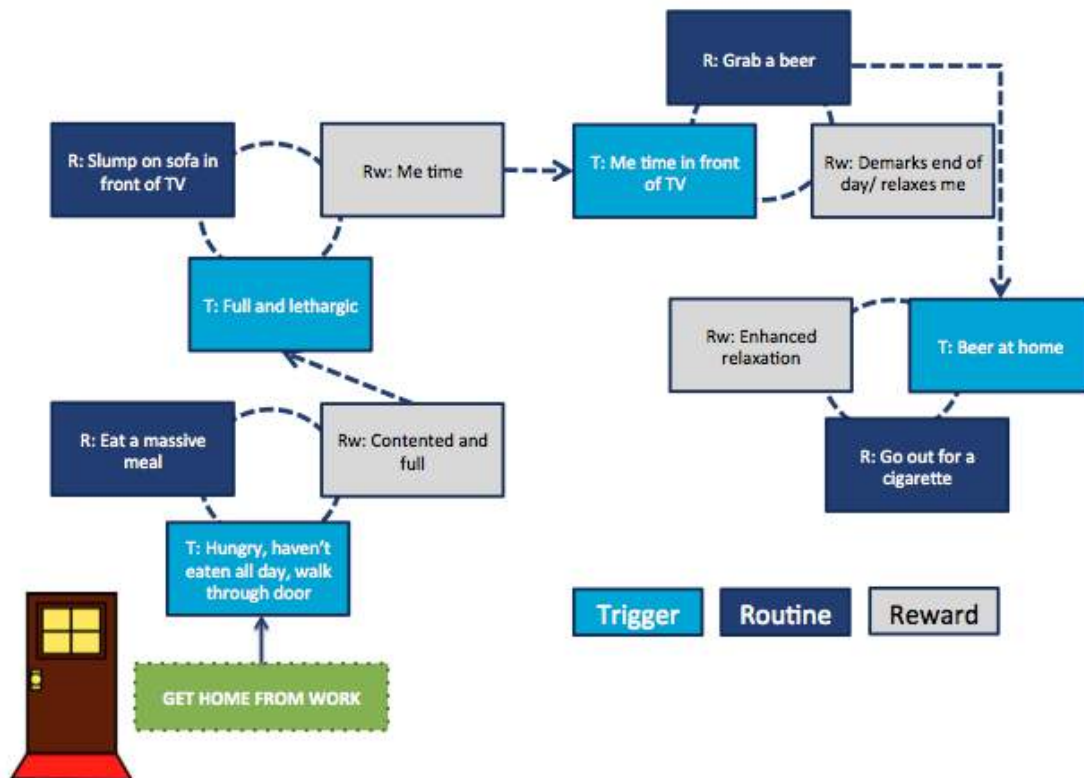 R: Grab a beer
R: Slump on sofa in
front of TV
Rw: Me time
T: Me time in front
of TV
Rw: Demarks end of
day/ relaxes me
T: Full and lethargic
Rw: Enhanced
relaxation
T: Beer at home
R: Eat a massive
meal
Rw: Contented and
full
R: Go out for a
cigarette
T: Hungry, haven't
eaten all day, walk
through door
Trigger
Routine
Reward
GET HOME FROM WORK